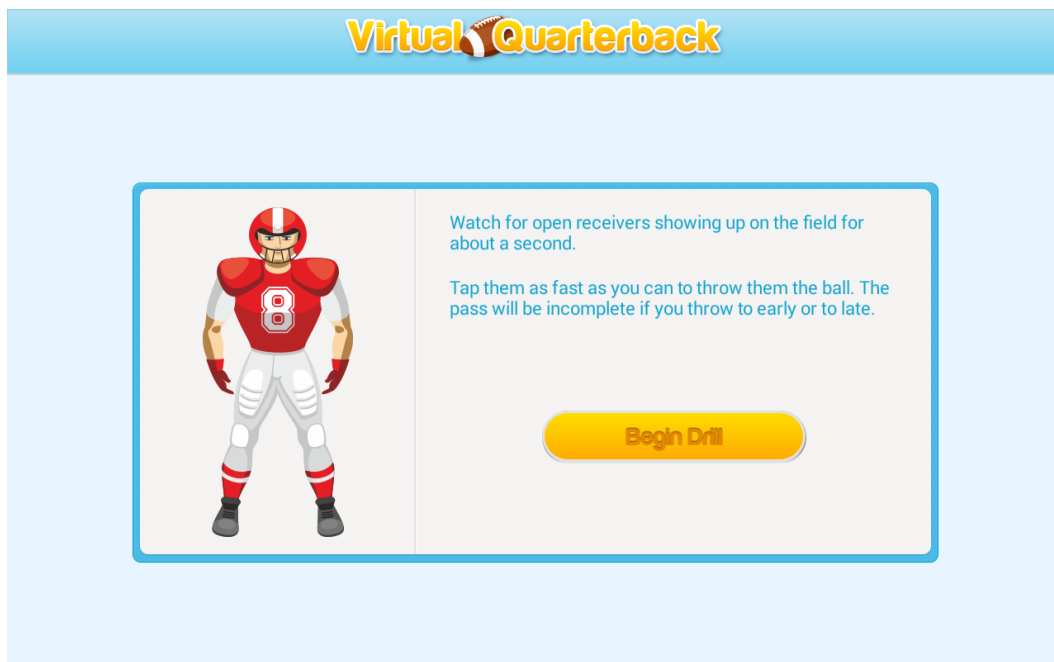 Virtual Quarterback
Watch for open receivers showing up on the field for
about a second.
Tap them as fast as you can to throw them the ball. The
pass will be incomplete if you throw to early or to late.
8
Begin Drill